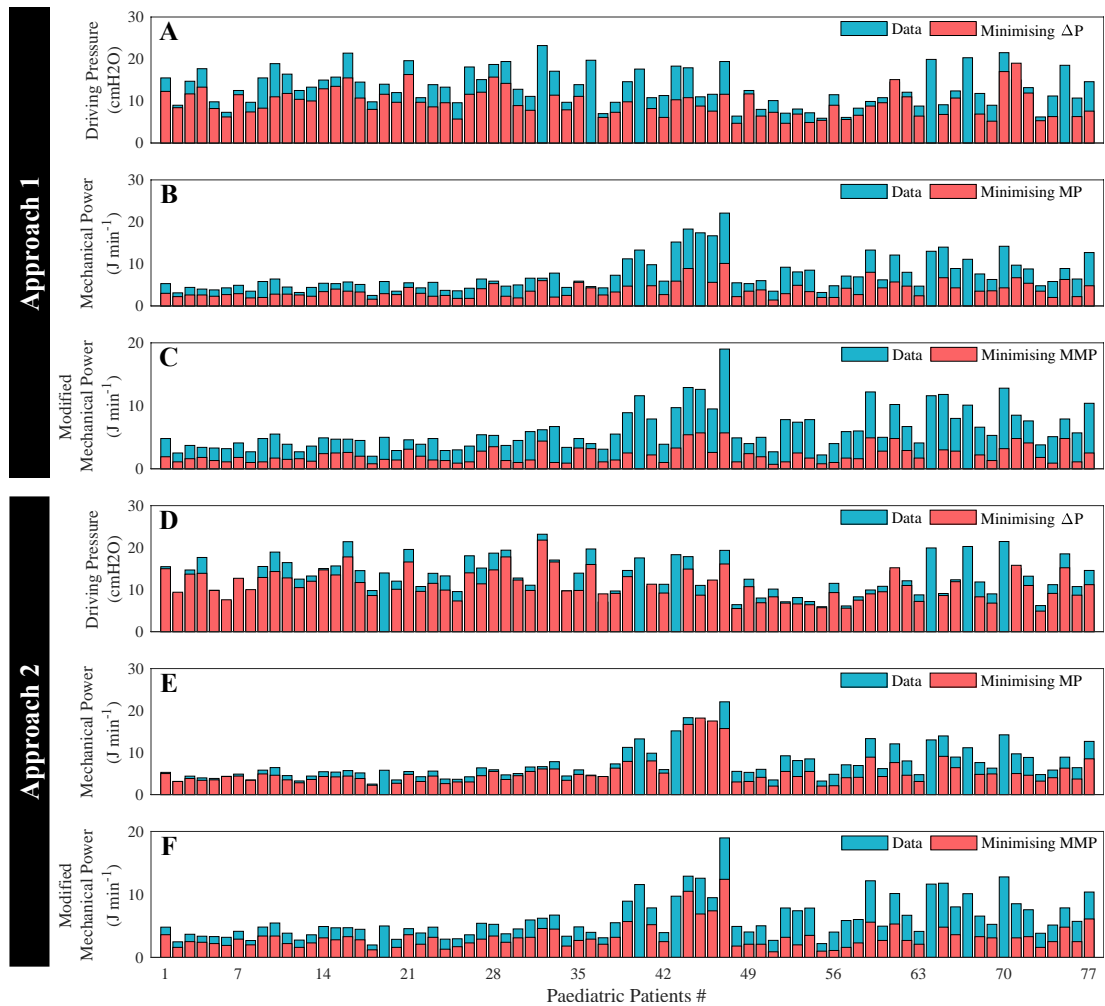 Approach 1
A
Data
Minimising ΔP
Driving Pressure
(cmH2O)
30
20
10
0
B
Data
Minimising MP
Mechanical Power
(J min⁻¹)
30
20
10
0
C
Data
Minimising MMP
Modified
Mechanical Power
(J min⁻¹)
20
10
0
Approach 2
D
Data
Minimising ΔP
Driving Pressure
(cmH2O)
30
20
10
0
E
Data
Minimising MP
Mechanical Power
(J min⁻¹)
30
20
10
0
F
Data
Minimising MMP
Modified
Mechanical Power
(J min⁻¹)
20
10
0
1 7 14 21 28 35 42 49 56 63 70 77
Paediatric Patients #